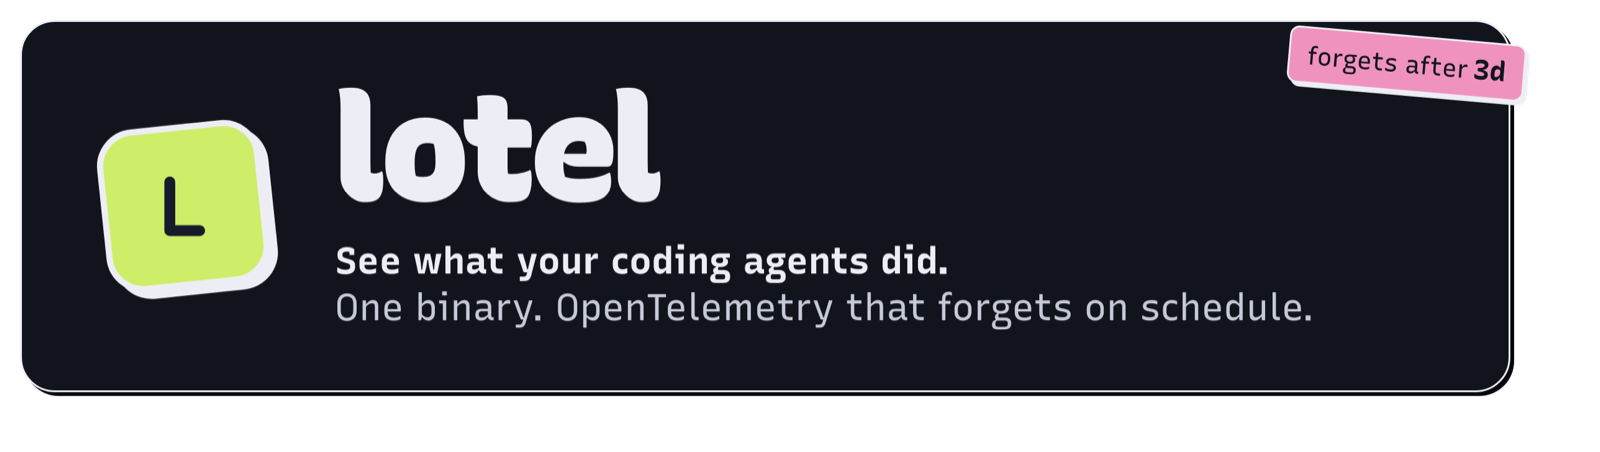 forgets after 3d
L
lotel
See what your coding agents did.
One binary. OpenTelemetry that forgets on schedule.